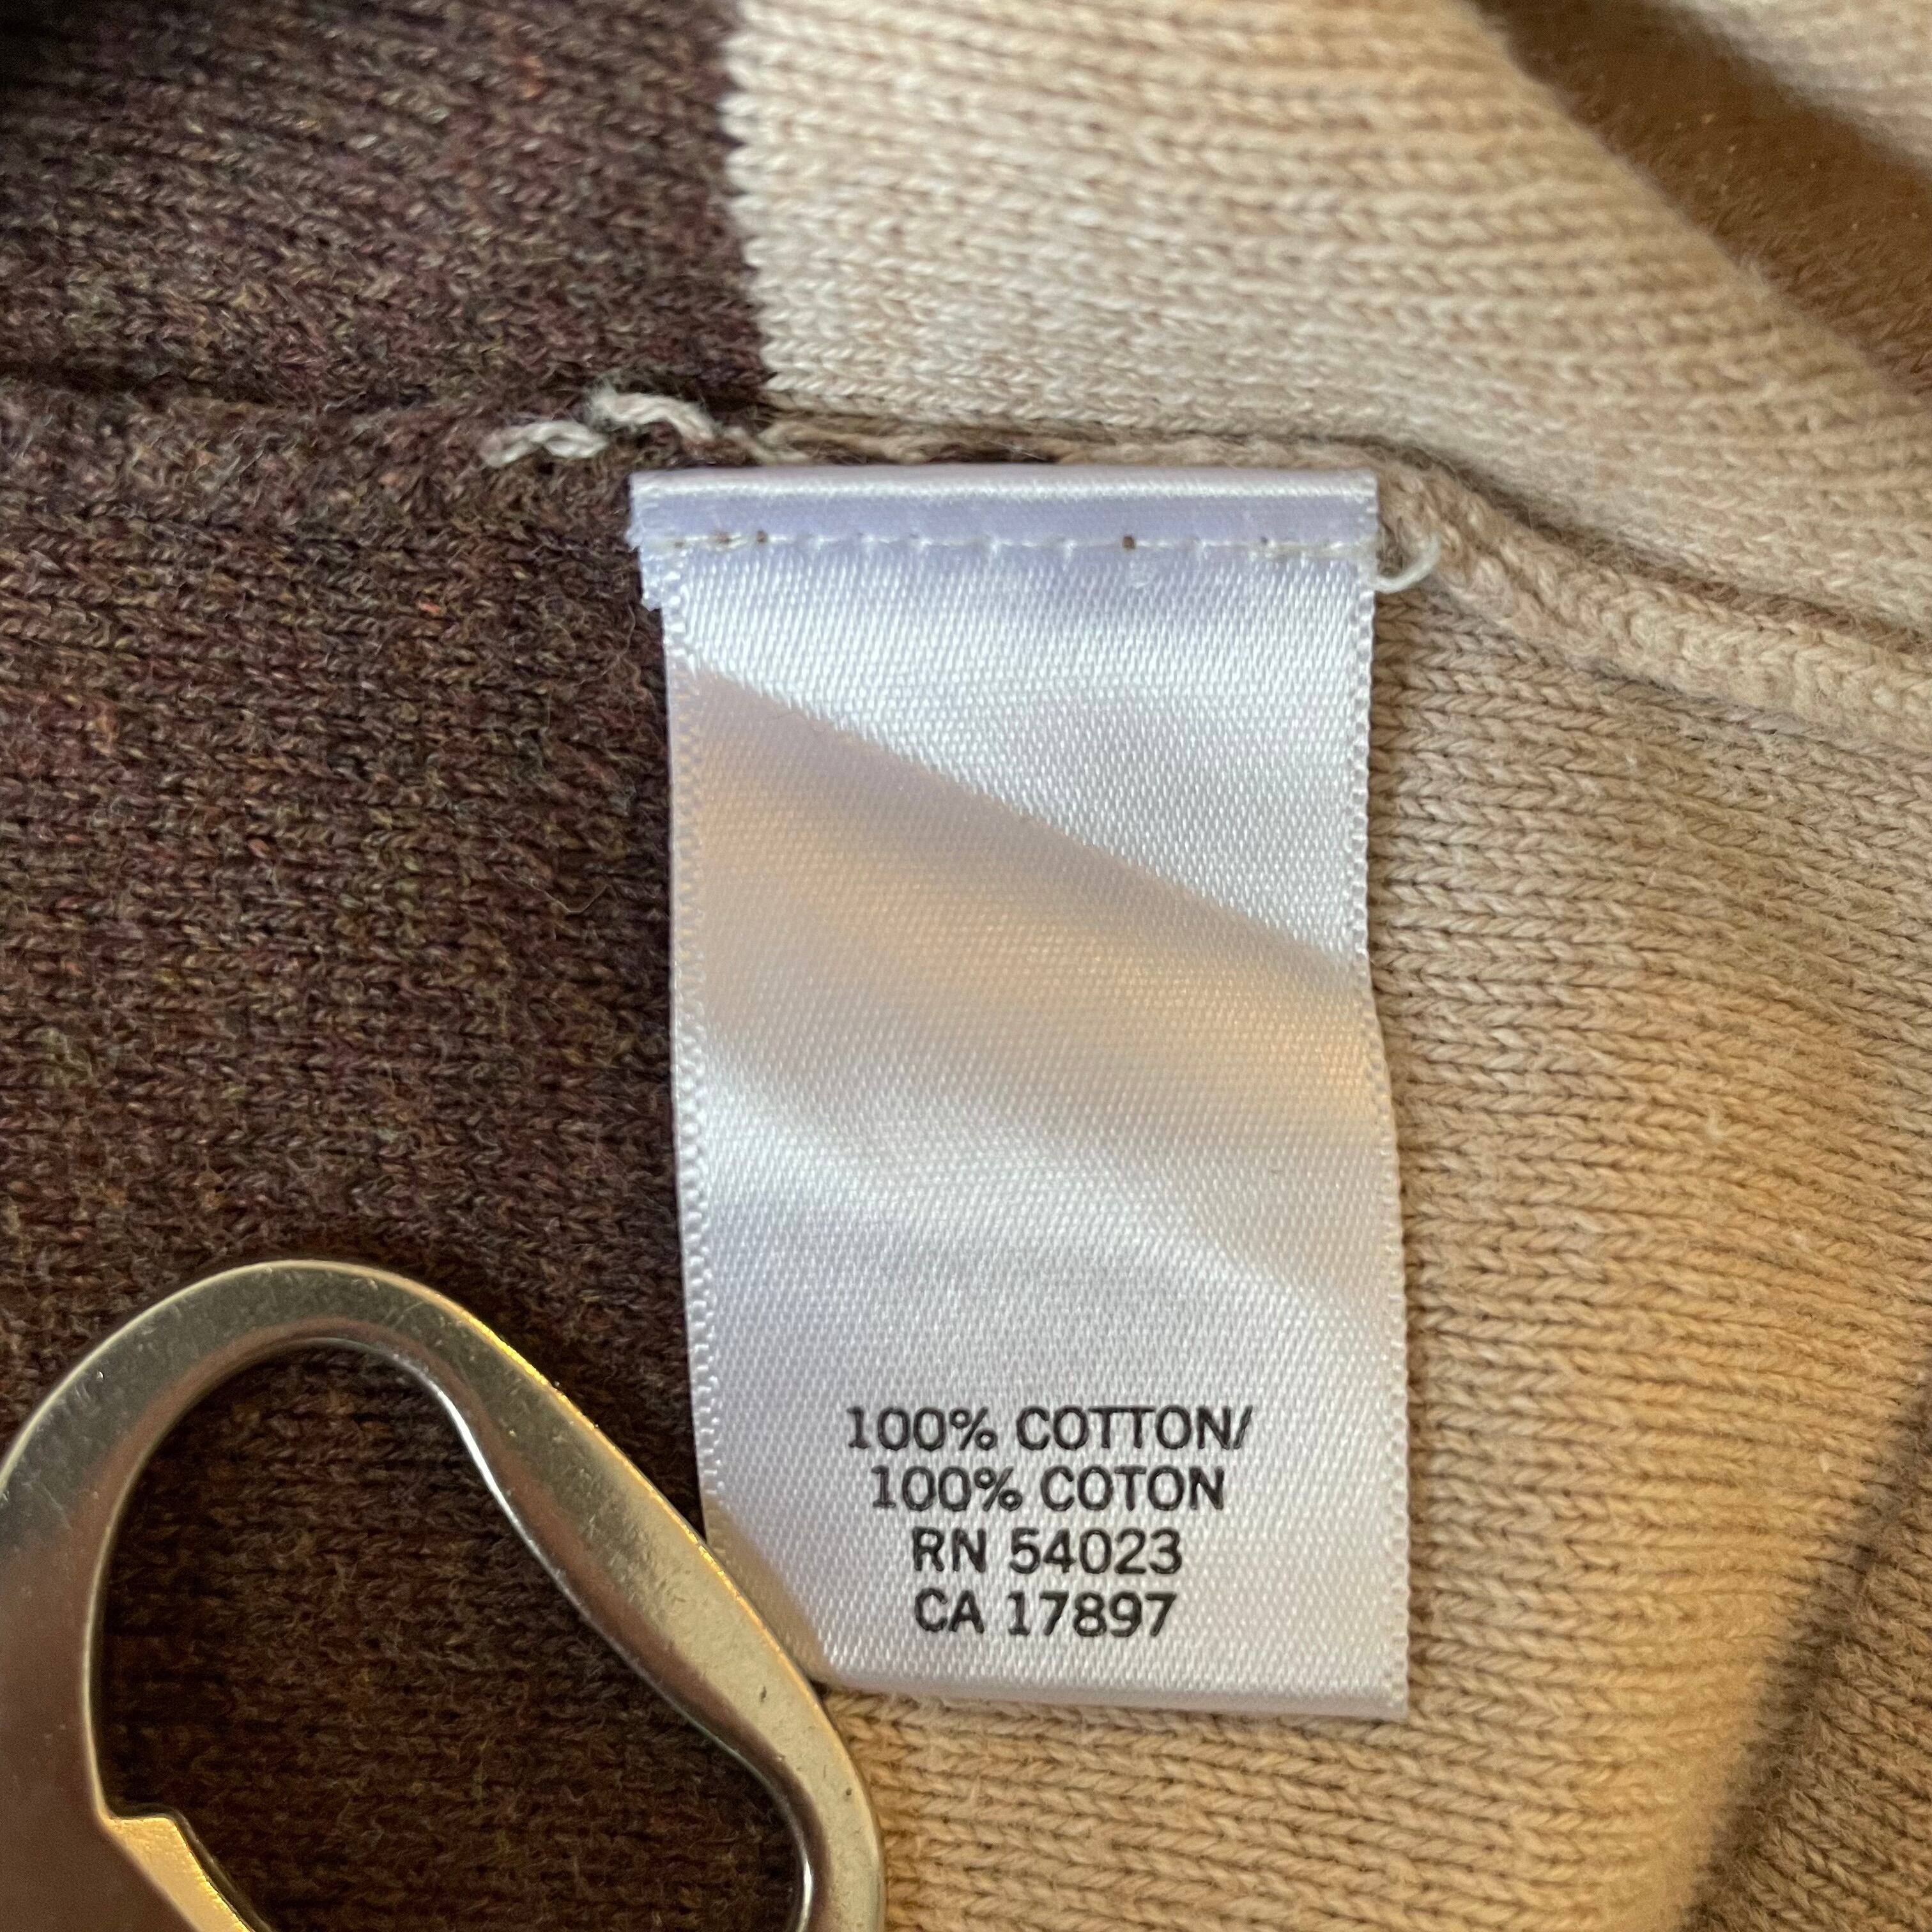 100% COTTON/
100% COTON
RN 54023
CA 17897